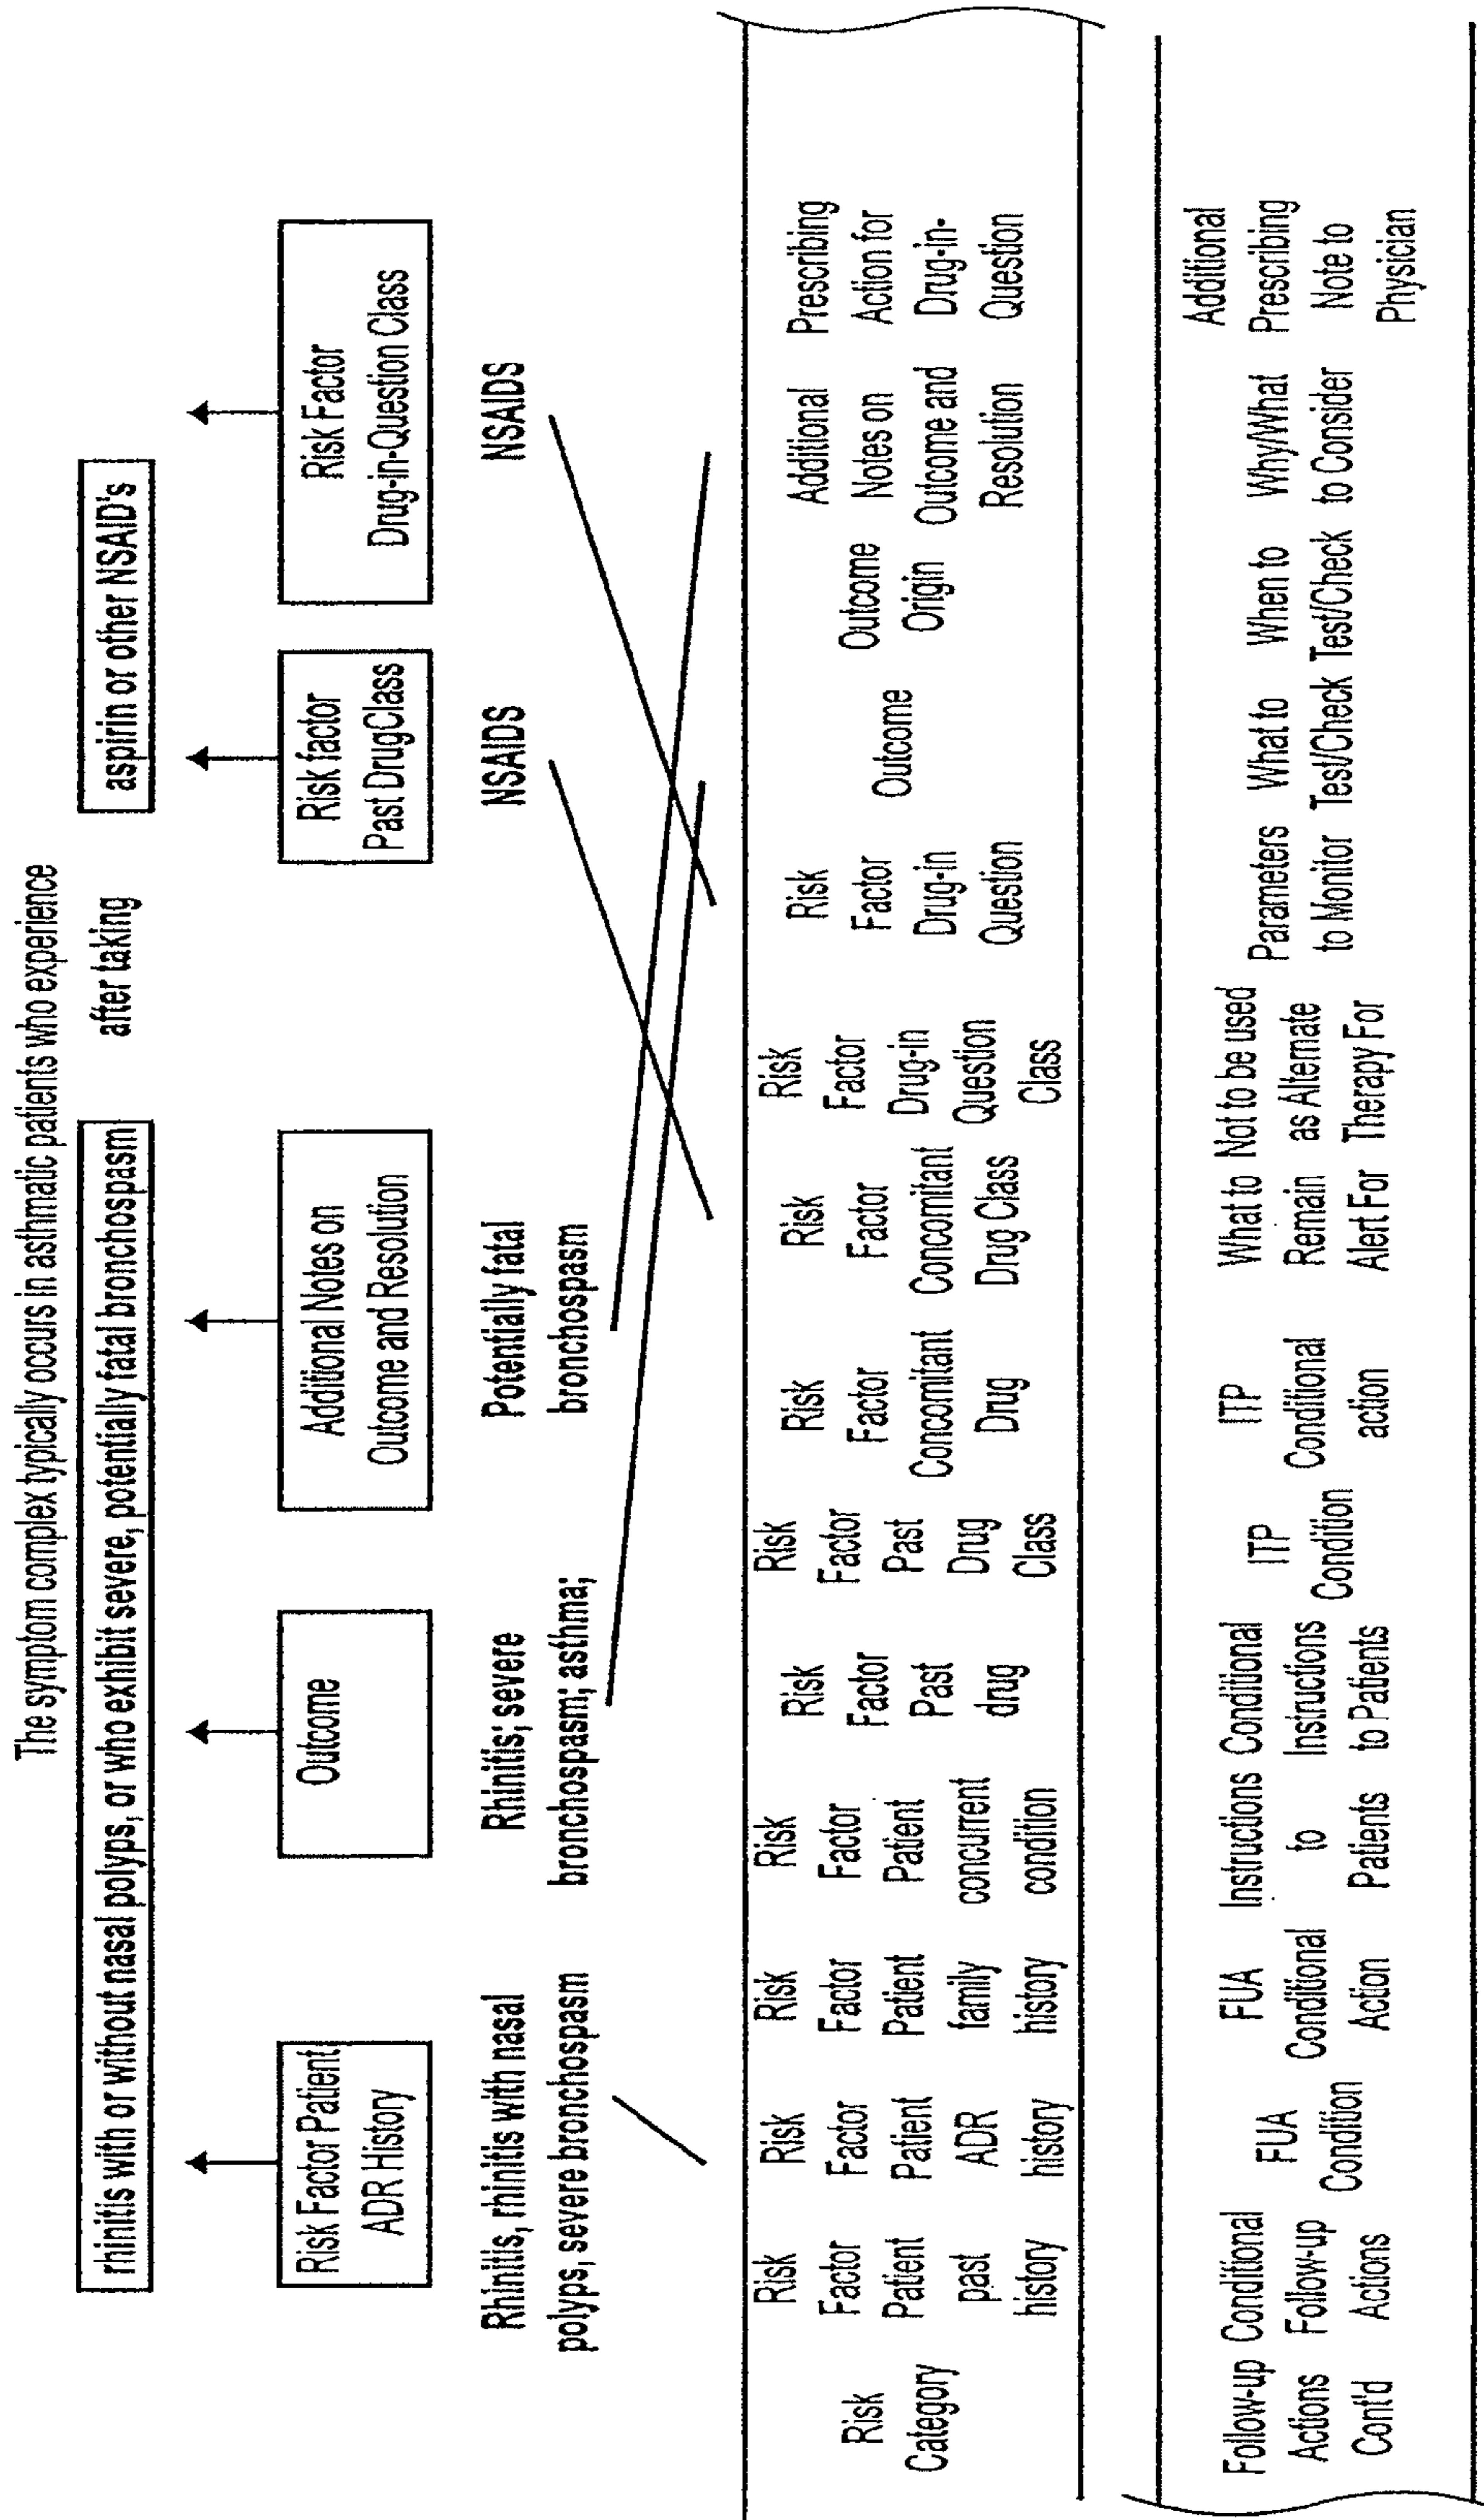 The symptom complex typically occurs in asthmatic patients who experience
rhinitis with or without nasal polyps, or who exhibit severe, potentially fatal bronchospasm
after taking
aspirin or other NSAID's
Risk Factor Patient
ADR History
Outcome
Additional Notes on
Outcome and Resolution
Risk factor
Past DrugClass
Risk Factor
Drug-in-Question Class
Rhinitis, rhinitis with nasal
polyps, severe bronchospasm
Rhinitis; severe
bronchospasm; asthma;
Potentially fatal
bronchospasm
NSAIDS
NSAIDS
Risk
Category
Risk
Factor
Patient
past
history
Risk
Factor
Patient
ADR
history
Risk
Factor
Patient
family
history
Risk
Factor
Patient
concurrent
condition
Risk
Factor
Past
drug
Risk
Factor
Past
Drug
Class
Risk
Factor
Concomitant
Drug
Risk
Factor
Concomitant
Drug Class
Risk
Factor
Drug-in
Question
Class
Risk
Factor
Drug-in
Question
Outcome
Outcome
Origin
Additional
Notes on
Outcome and
Resolution
Prescribing
Action for
Drug-in-
Question
Follow-up
Actions
Cont'd
Conditional
Follow-up
Actions
FUA
Condition
FUA
Conditional
Action
Instructions
to
Patients
Conditional
Instructions
to Patients
ITP
Condition
ITP
Conditional
action
What to
Remain
Alert For
Not to be used
as Alternate
Therapy For
Parameters
to Monitor
What to
Test/Check
When to
Test/Check
Why/What
to Consider
Additional
Prescribing
Note to
Physician